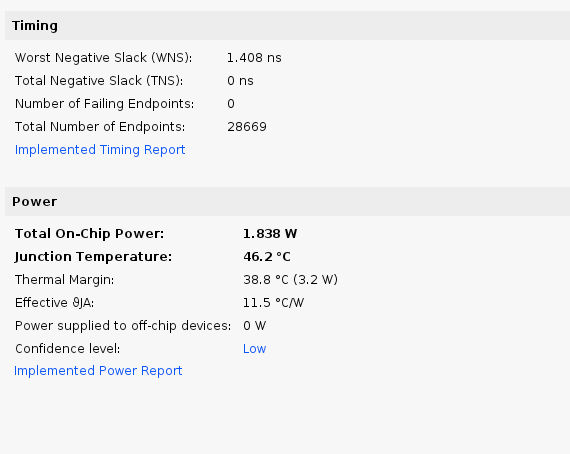 Timing
Worst Negative Slack (WNS): 1.408 ns
Total Negative Slack (TNS): 0 ns
Number of Failing Endpoints: 0
Total Number of Endpoints: 28669
Implemented Timing Report
Power
Total On-Chip Power: 1.838 W
Junction Temperature: 46.2 °C
Thermal Margin: 38.8 °C (3.2 W)
Effective ϑJA: 11.5 °C/W
Power supplied to off-chip devices: 0 W
Confidence level: Low
Implemented Power Report